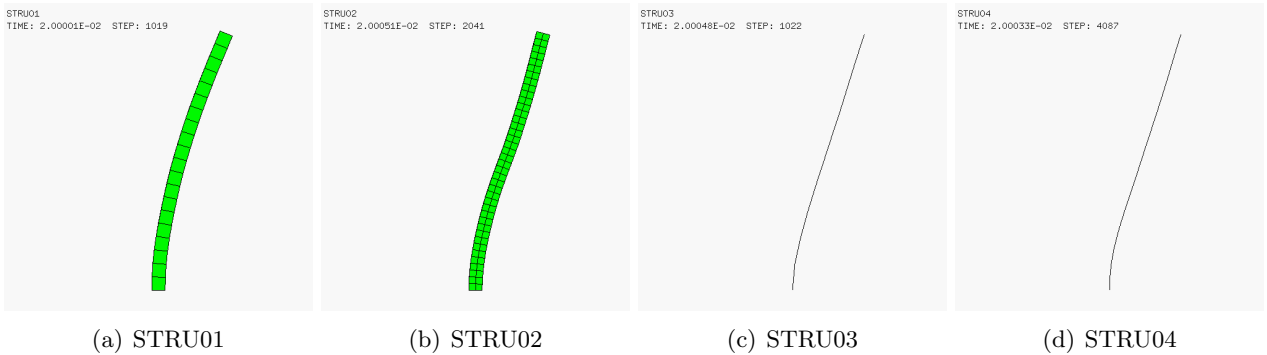 STRU01
TIME: 2.00001E-02 STEP: 1019
STRU02
TIME: 2.00051E-02 STEP: 2041
STRU03
TIME: 2.00048E-02 STEP: 1022
STRU04
TIME: 2.00033E-02 STEP: 4087
(a) STRU01
(b) STRU02
(c) STRU03
(d) STRU04